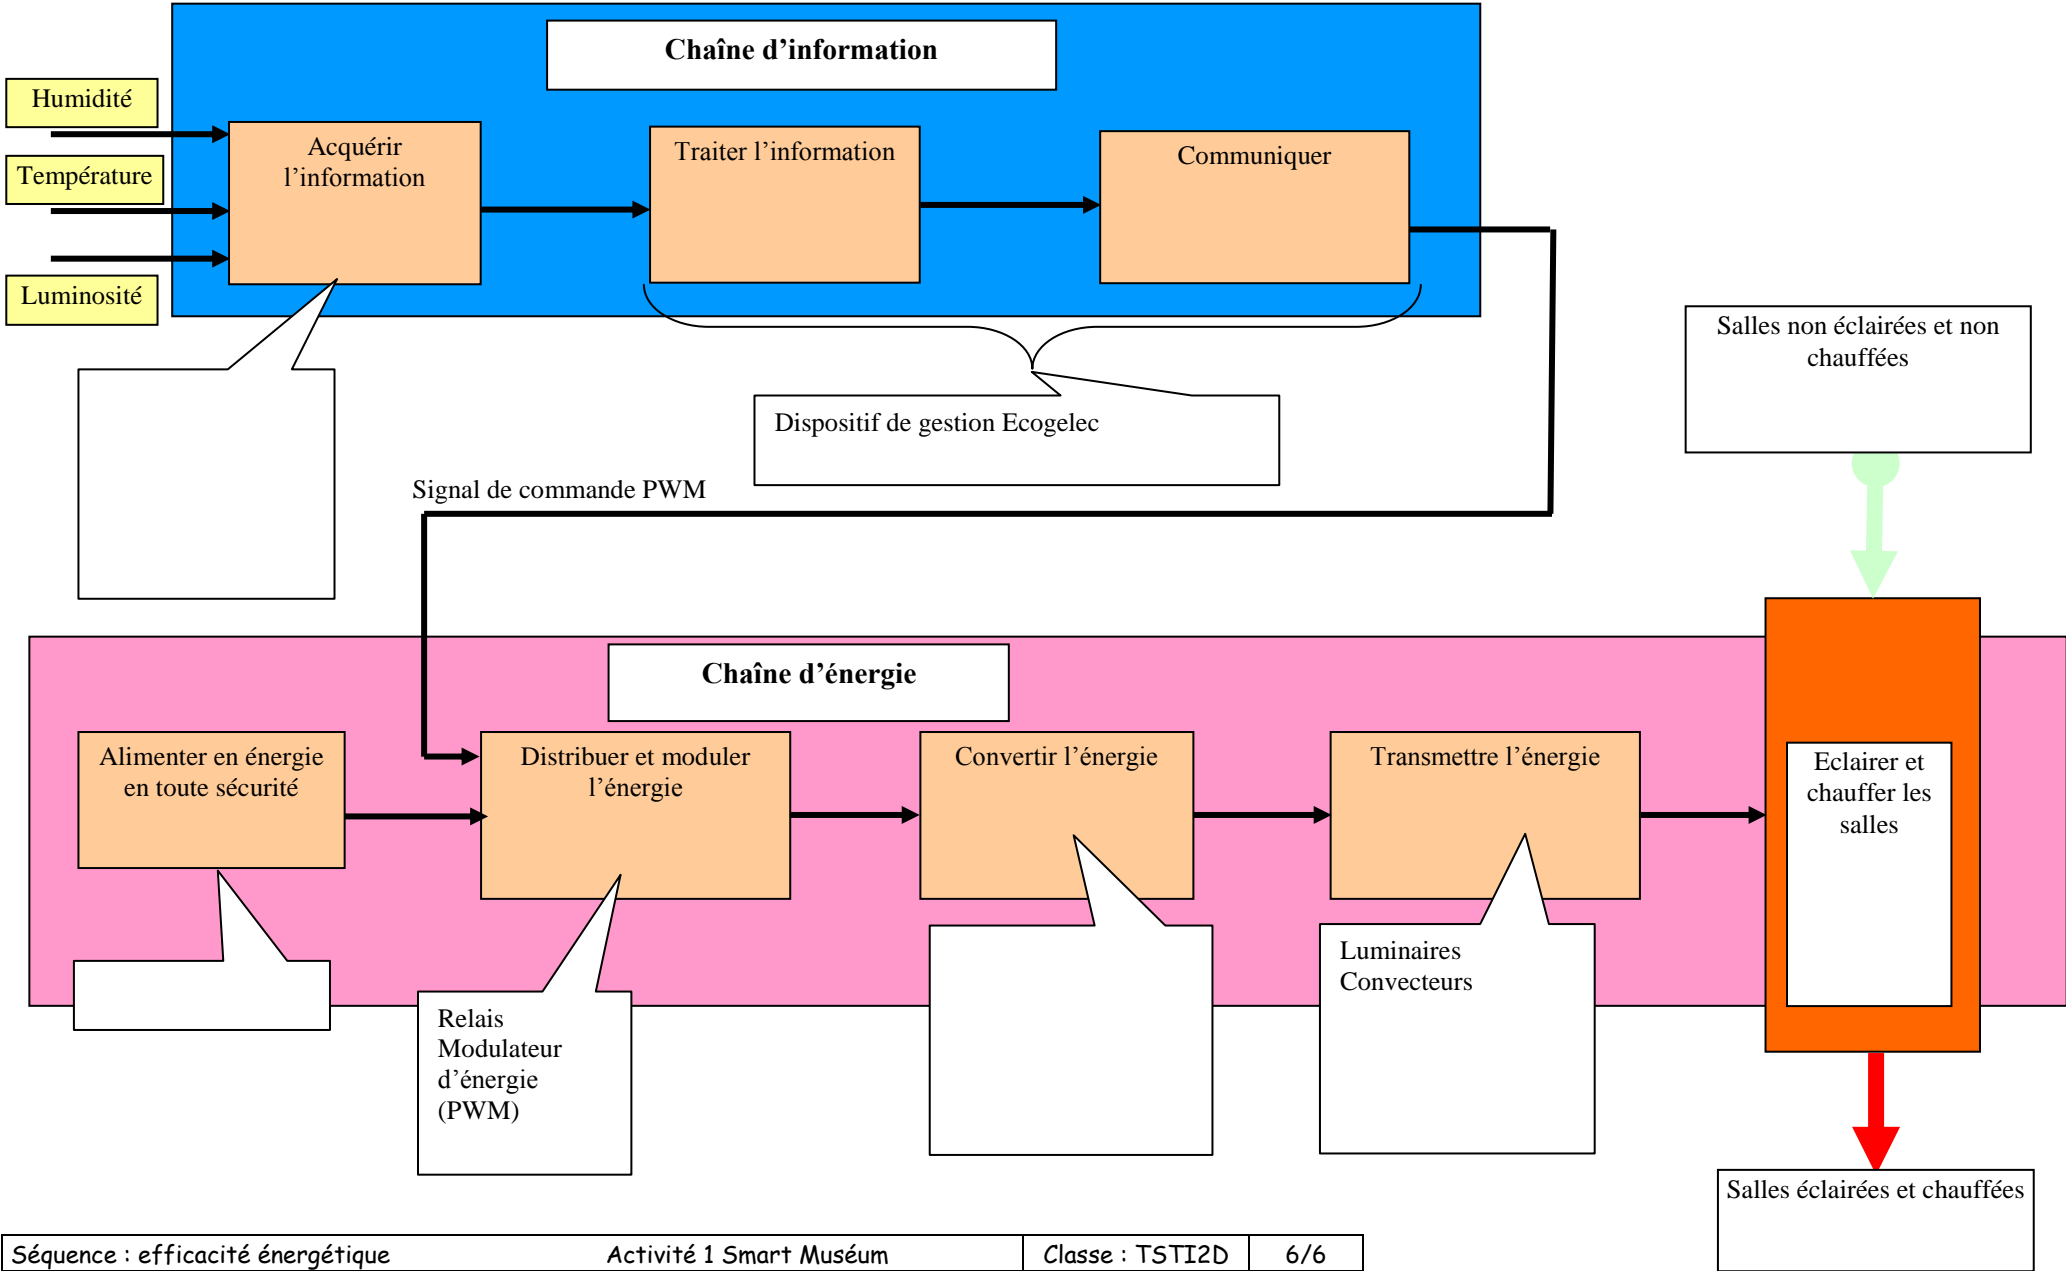 Chaîne d'information
Humidité
Température
Luminosité
Acquérir
l'information
Traiter l'information
Communiquer
Dispositif de gestion Ecogelec
Salles non éclairées et non
chauffées
Signal de commande PWM
Chaîne d'énergie
Alimenter en énergie
en toute sécurité
Distribuer et moduler
l'énergie
Convertir l'énergie
Transmettre l'énergie
Eclairer et
chauffer les
salles
Relais
Modulateur
d'énergie
(PWM)
Luminaires
Convecteurs
Salles éclairées et chauffées
Séquence : efficacité énergétique Activité 1 Smart Muséum Classe : TSTI2D 6/6